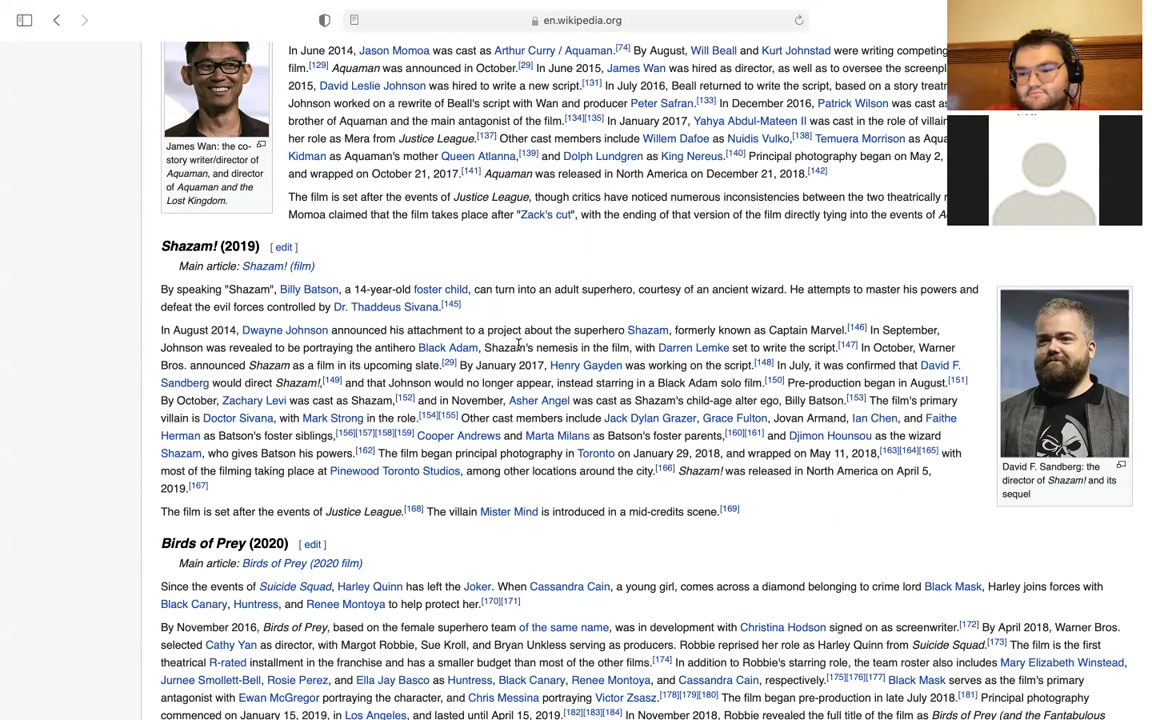 en.wikipedia.org
In June 2014, Jason Momoa was cast as Arthur Curry / Aquaman.[74] By August, Will Beall and Kurt Johnstad were writing competing
film.[129] Aquaman was announced in October.[29] In June 2015, James Wan was hired as director, as well as to oversee the screenpl
2015, David Leslie Johnson was hired to write a new script.[131] In July 2016, Beall returned to write the script, based on a story treatr
Johnson worked on a rewrite of Beall's script with Wan and producer Peter Safran.[133] In December 2016, Patrick Wilson was cast as
brother of Aquaman and the main antagonist of the film.[134][135] In January 2017, Yahya Abdul-Mateen II was cast in the role of villain
her role as Mera from Justice League.[137] Other cast members include Willem Dafoe as Nuidis Vulko,[138] Temuera Morrison as Aqua
Kidman as Aquaman's mother Queen Atlanna,[139] and Dolph Lundgren as King Nereus.[140] Principal photography began on May 2,
and wrapped on October 21, 2017.[141] Aquaman was released in North America on December 21, 2018.[142]
James Wan: the co-
story writer/director of
Aquaman, and director
of Aquaman and the
Lost Kingdom.
The film is set after the events of Justice League, though critics have noticed numerous inconsistencies between the two theatrically r
Momoa claimed that the film takes place after "Zack's cut", with the ending of that version of the film directly tying into the events of A
Shazam! (2019) [ edit ]
Main article: Shazam! (film)
By speaking "Shazam", Billy Batson, a 14-year-old foster child, can turn into an adult superhero, courtesy of an ancient wizard. He attempts to master his powers and
defeat the evil forces controlled by Dr. Thaddeus Sivana.[145]
In August 2014, Dwayne Johnson announced his attachment to a project about the superhero Shazam, formerly known as Captain Marvel.[146] In September,
Johnson was revealed to be portraying the antihero Black Adam, Shazam's nemesis in the film, with Darren Lemke set to write the script.[147] In October, Warner
Bros. announced Shazam as a film in its upcoming slate.[29] By January 2017, Henry Gayden was working on the script.[148] In July, it was confirmed that David F.
Sandberg would direct Shazam!,[149] and that Johnson would no longer appear, instead starring in a Black Adam solo film.[150] Pre-production began in August.[151]
By October, Zachary Levi was cast as Shazam,[152] and in November, Asher Angel was cast as Shazam's child-age alter ego, Billy Batson.[153] The film's primary
villain is Doctor Sivana, with Mark Strong in the role.[154][155] Other cast members include Jack Dylan Grazer, Grace Fulton, Jovan Armand, Ian Chen, and Faithe
Herman as Batson's foster siblings,[156][157][158][159] Cooper Andrews and Marta Milans as Batson's foster parents,[160][161] and Djimon Hounsou as the wizard
Shazam, who gives Batson his powers.[162] The film began principal photography in Toronto on January 29, 2018, and wrapped on May 11, 2018,[163][164][165] with
most of the filming taking place at Pinewood Toronto Studios, among other locations around the city.[166] Shazam! was released in North America on April 5,
2019.[167]
David F. Sandberg: the
director of Shazam! and its
sequel
The film is set after the events of Justice League.[168] The villain Mister Mind is introduced in a mid-credits scene.[169]
Birds of Prey (2020) [ edit ]
Main article: Birds of Prey (2020 film)
Since the events of Suicide Squad, Harley Quinn has left the Joker. When Cassandra Cain, a young girl, comes across a diamond belonging to crime lord Black Mask, Harley joins forces with
Black Canary, Huntress, and Renee Montoya to help protect her.[170][171]
By November 2016, Birds of Prey, based on the female superhero team of the same name, was in development with Christina Hodson signed on as screenwriter.[172] By April 2018, Warner Bros.
selected Cathy Yan as director, with Margot Robbie, Sue Kroll, and Bryan Unkless serving as producers. Robbie reprised her role as Harley Quinn from Suicide Squad.[173] The film is the first
theatrical R-rated installment in the franchise and has a smaller budget than most of the other films.[174] In addition to Robbie's starring role, the team roster also includes Mary Elizabeth Winstead,
Jurnee Smollett-Bell, Rosie Perez, and Ella Jay Basco as Huntress, Black Canary, Renee Montoya, and Cassandra Cain, respectively.[175][176][177] Black Mask serves as the film's primary
antagonist with Ewan McGregor portraying the character, and Chris Messina portraying Victor Zsasz.[178][179][180] The film began pre-production in late July 2018.[181] Principal photography
commenced on January 15, 2019, in Los Angeles, and lasted until April 15, 2019.[182][183][184] In November 2018, Robbie revealed the full title of the film as Birds of Prey (and the Fantabulous